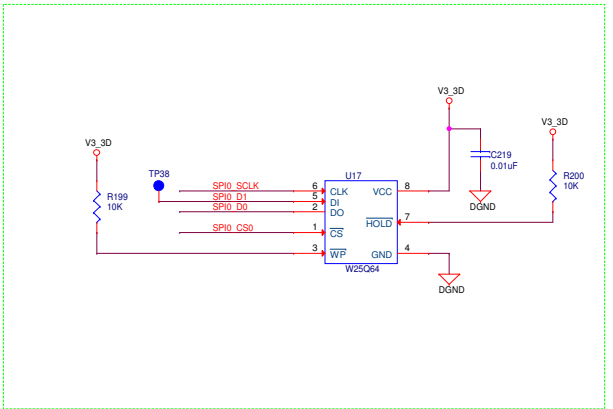 V3_3D
V3_3D
V3_3D
C219
0.01uF
TP38
U17
R200
10K
R199
10K
SPI0_SCLK
6
CLK
VCC
8
SPI0_D1
5
DI
SPI0_D0
2
DO
DGND
7
HOLD
SPI0_CS0
1
CS
3
WP
GND
4
W25Q64
DGND